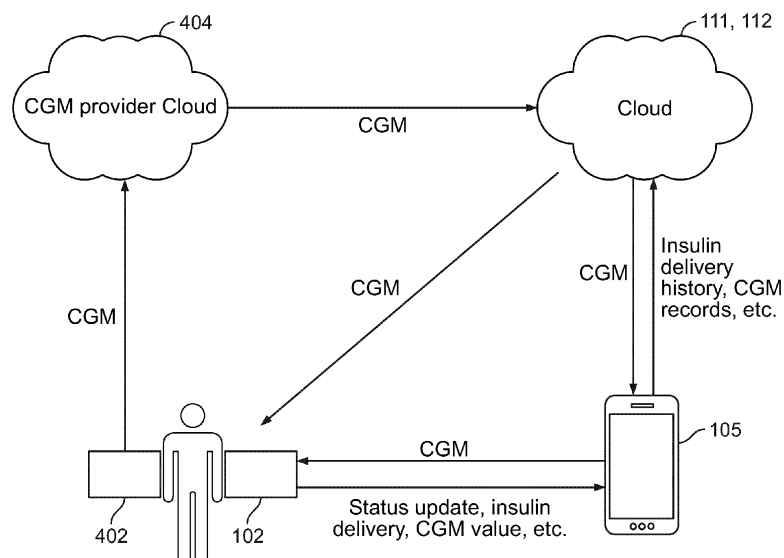 404
111, 112
CGM provider Cloud
CGM
Cloud
CGM
CGM
CGM
Insulin
delivery
history, CGM
records, etc.
105
CGM
402
102
Status update, insulin
delivery, CGM value, etc.